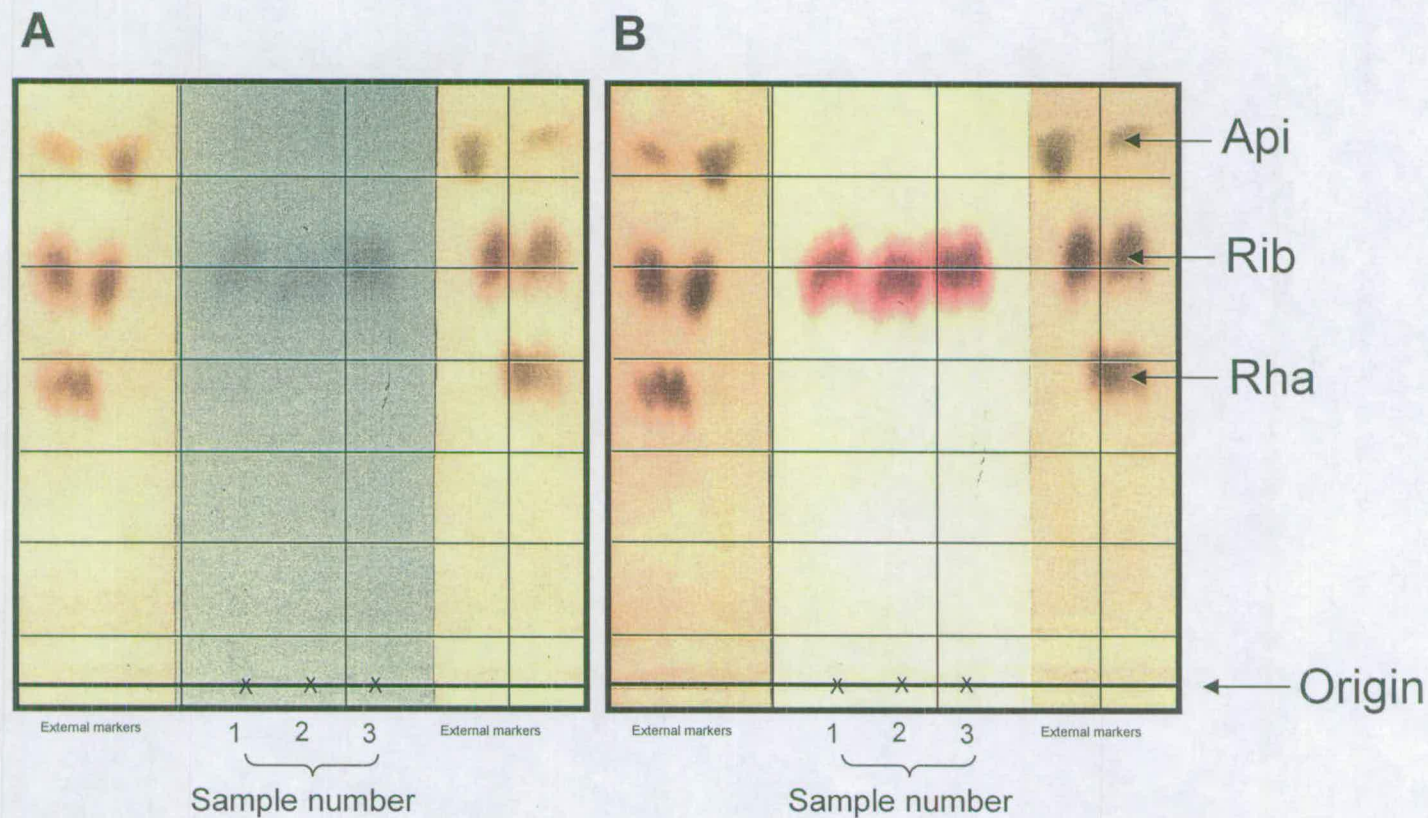 A
B
Api
Rib
Rha
X X X
X X X
Origin
External markers
1 2 3
External markers
External markers
1 2 3
External markers
Sample number
Sample number